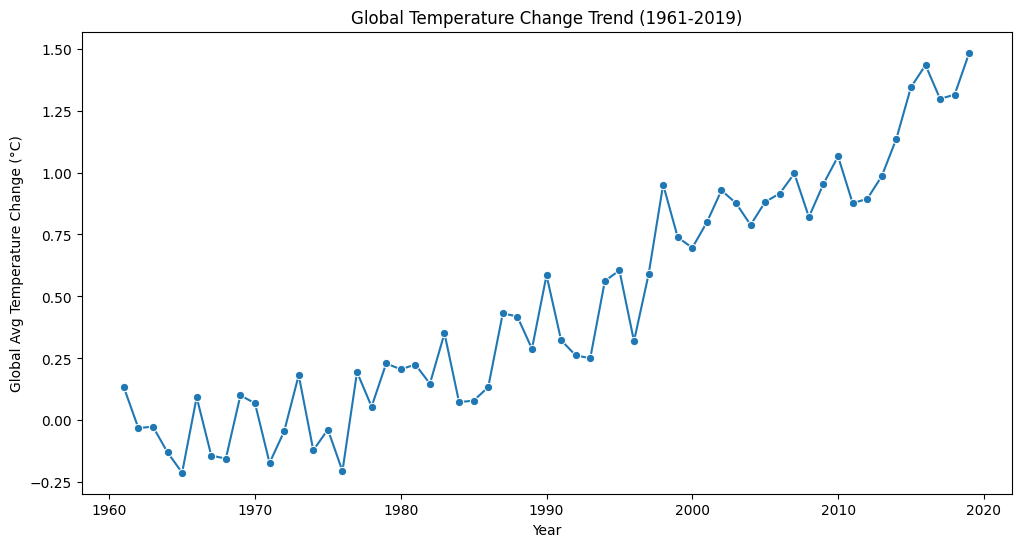 Global Temperature Change Trend (1961-2019)
Global Avg Temperature Change (°C)
1.50
1.25
1.00
0.75
0.50
0.25
0.00
−0.25
1960 1970 1980 1990 2000 2010 2020
Year